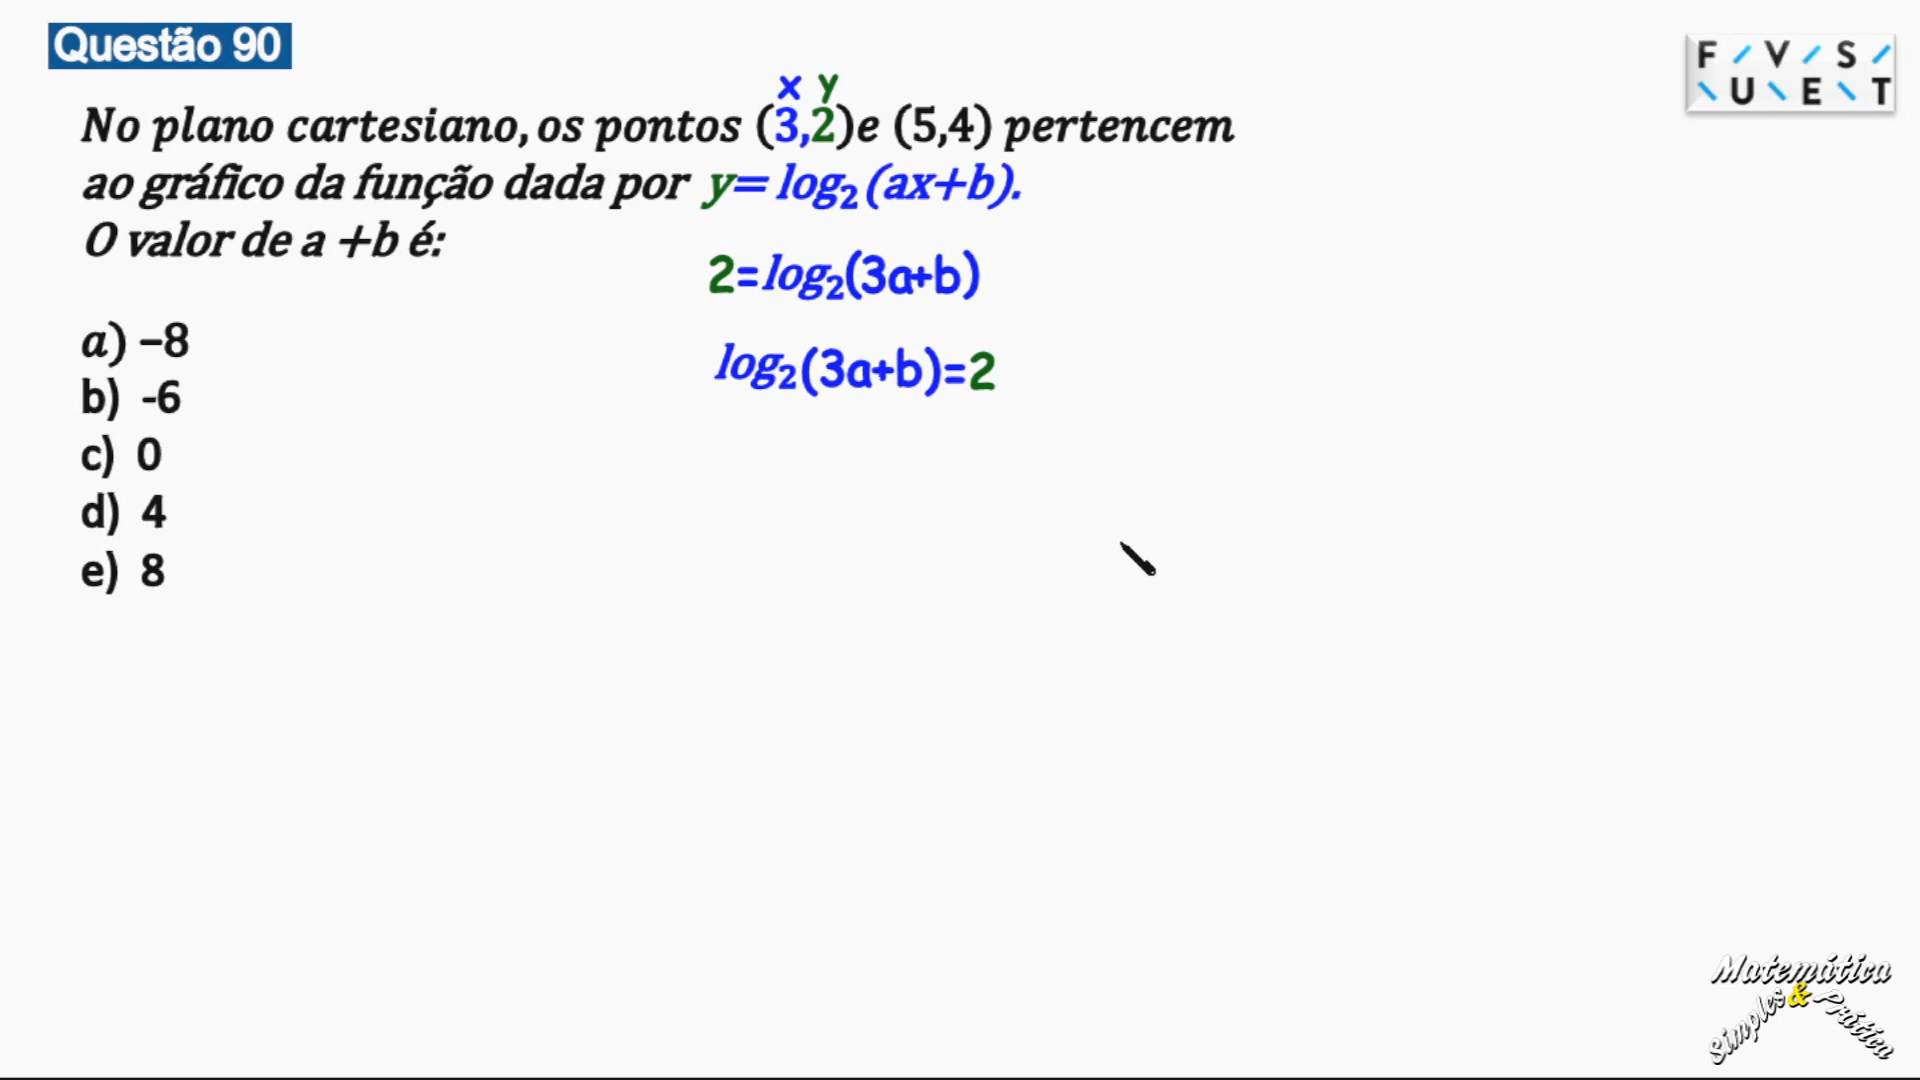 Questão 90
F / V / S /
\ U \ E \ T
x y
No plano cartesiano, os pontos (3,2)e (5,4) pertencem
ao gráfico da função dada por y= log₂ (ax+b).
O valor de a +b é:
2=log₂(3a+b)
log₂(3a+b)=2
a) –8
b) -6
c) 0
d) 4
e) 8
Matemática
Simples & Prática